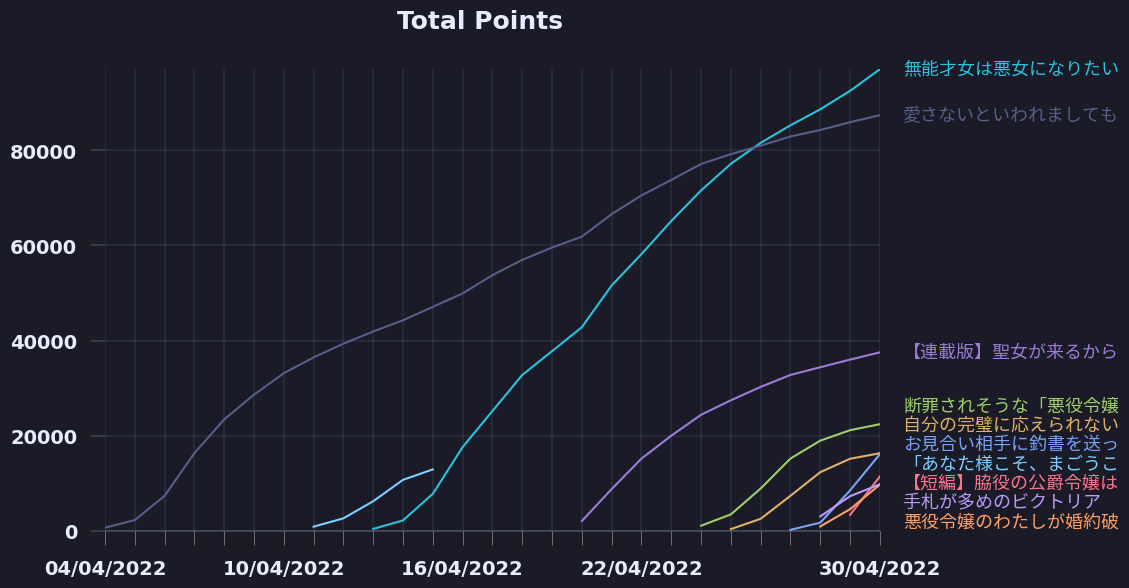 Total Points
無能才女は悪女になりたい
愛さないといわれましても
80000
60000
40000
【連載版】聖女が来るから
断罪されそうな「悪役令嬢
20000
自分の完璧に応えられない
お見合い相手に釣書を送っ
「あなた様こそ、まごうこ
【短編】脇役の公爵令嬢は
手札が多めのビクトリア
悪役令嬢のわたしが婚約破
0
04/04/2022 10/04/2022 16/04/2022 22/04/2022 30/04/2022